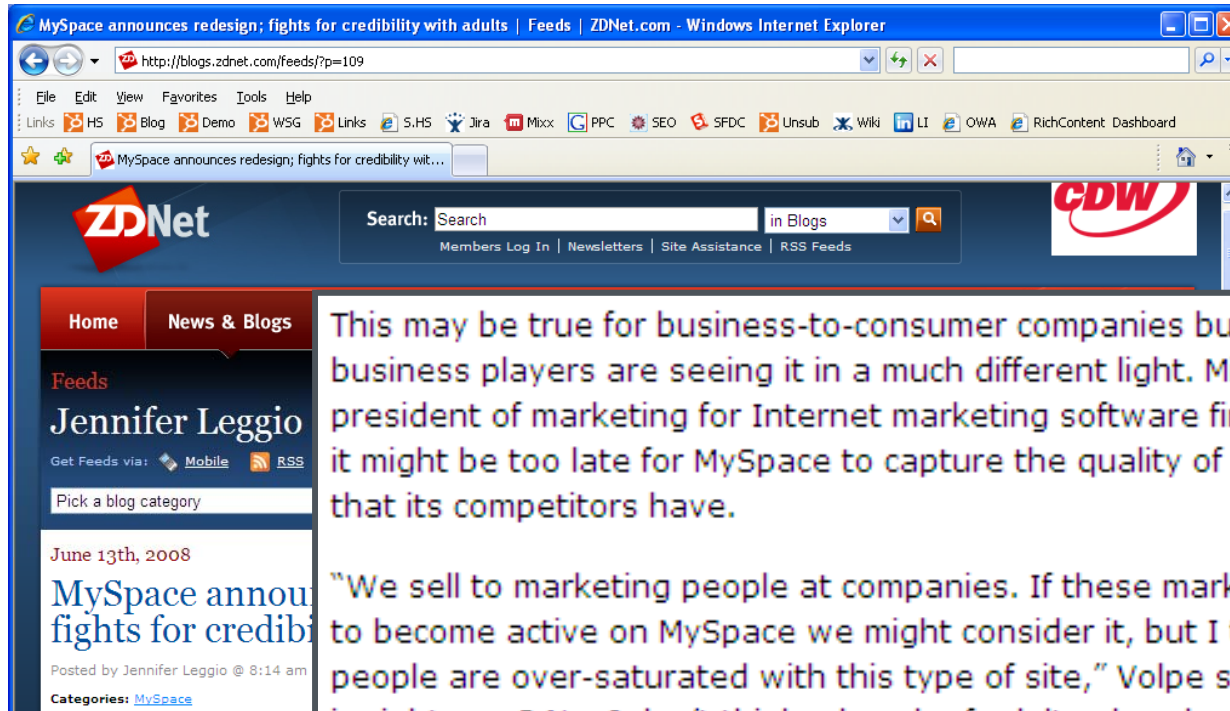 MySpace announces redesign; fights for credibility with adults | Feeds | ZDNet.com - Windows Internet Explorer
http://blogs.zdnet.com/feeds/?p=109
File Edit View Favorites Tools Help
Links HS Blog Demo WSG Links S.HS Jira Mixx PPC SEO SFDC Unsub Wiki LI OWA RichContent Dashboard
MySpace announces redesign; fights for credibility wit...
ZDNet
Search: Search in Blogs
CDW
Members Log In | Newsletters | Site Assistance | RSS Feeds
Home News & Blogs
Feeds
Jennifer Leggio
Get Feeds via: Mobile RSS
Pick a blog category
June 13th, 2008
MySpace annou
fights for credibi
Posted by Jennifer Leggio @ 8:14 am
Categories: MySpace
This may be true for business-to-consumer companies bu
business players are seeing it in a much different light. M
president of marketing for Internet marketing software fi
it might be too late for MySpace to capture the quality of
that its competitors have.
“We sell to marketing people at companies. If these mark
to become active on MySpace we might consider it, but I
people are over-saturated with this type of site,” Volpe s